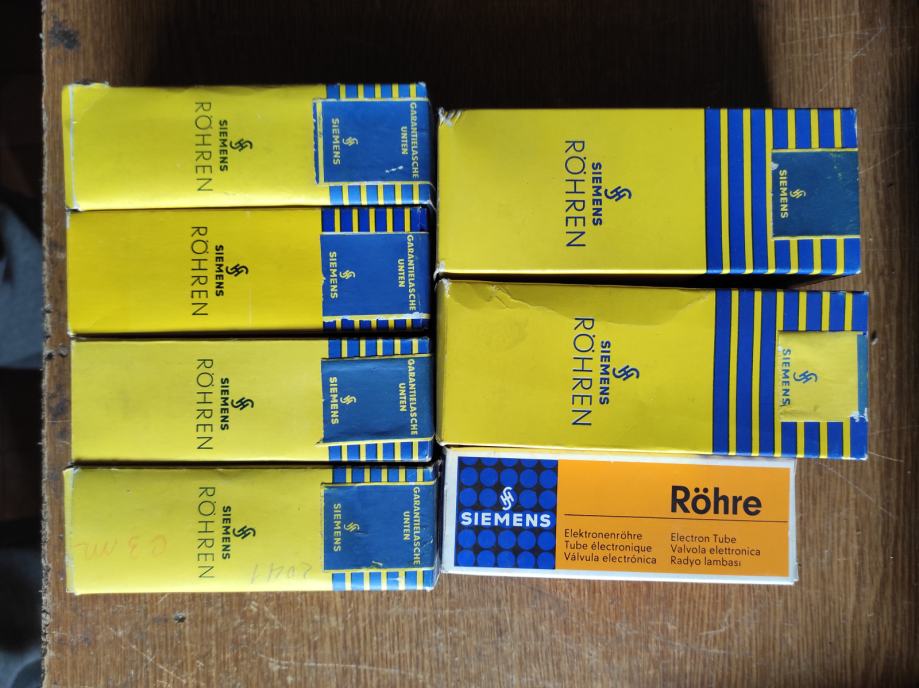 SIEMENS
RÖHREN
GARANTIELASCHE
UNTEN
SIEMENS
SIEMENS
RÖHREN
GARANTIELASCHE
UNTEN
SIEMENS
SIEMENS
RÖHREN
GARANTIELASCHE
UNTEN
SIEMENS
SIEMENS
RÖHREN
GARANTIELASCHE
UNTEN
SIEMENS
SIEMENS
RÖHREN
SIEMENS
SIEMENS
RÖHREN
SIEMENS
SIEMENS
Röhre
Elektronenröhre
Tube électronique
Válvula electrónica
Electron Tube
Valvola elettronica
Radyo lambası